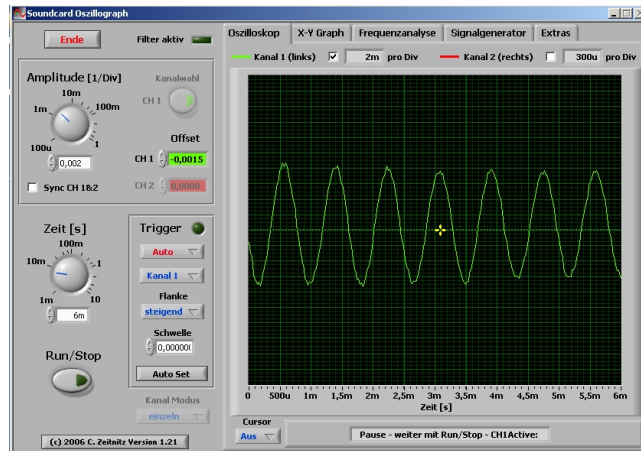 Soundcard Oszillograph
Ende
Filter aktiv
Amplitude [1/Div]
10m
1m
100m
100u
1
0,002
Sync CH 1&2
Kanalwahl
CH 1
Offset
CH 1 -0,0015
CH 2 0,0000
Zeit [s]
100m
10m
1
1m
10
6m
Run/Stop
Trigger
Auto
Kanal 1
Flanke
steigend
Schwelle
0,00000
Auto Set
Kanal Modus
einzeln
(c) 2006 C. Zeitnitz Version 1.21
Oszilloskop X-Y Graph Frequenzanalyse Signalgenerator Extras
Kanal 1 (links) 2m pro Div Kanal 2 (rechts) 300u pro Div
0 500u 1m 1,5m 2m 2,5m 3m 3,5m 4m 4,5m 5m 5,5m 6m
Zeit [s]
Cursor
Aus
Pause - weiter mit Run/Stop - CH1Active: